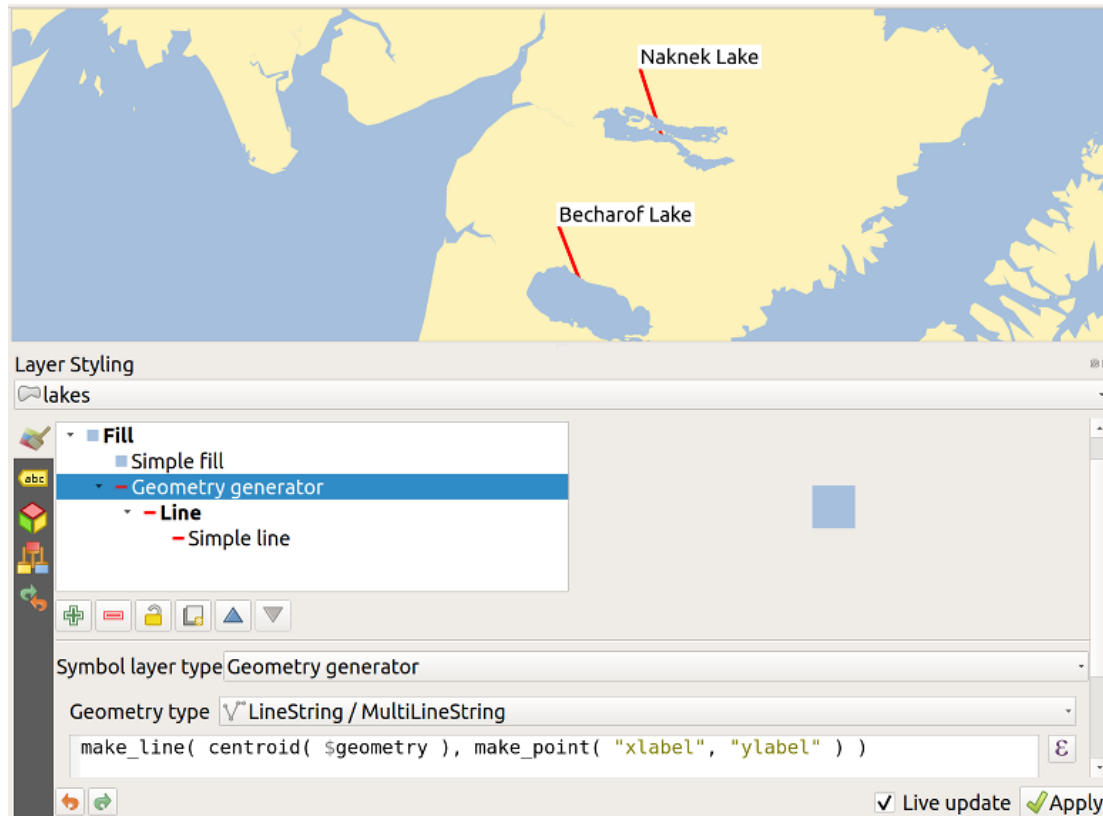 Naknek Lake
Becharof Lake
Layer Styling
lakes
abc
Fill
Simple fill
Geometry generator
Line
Simple line
Symbol layer type Geometry generator
Geometry type LineString / MultiLineString
make_line( centroid( $geometry ), make_point( "xlabel", "ylabel" ) )
ε
Live update Apply